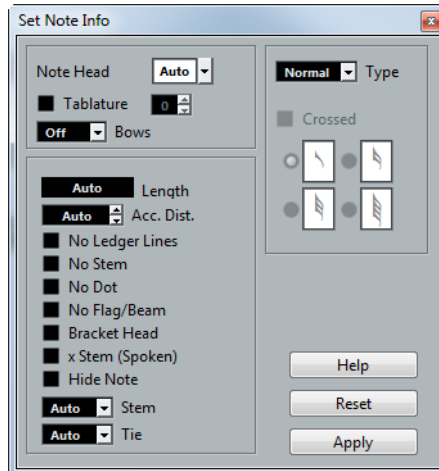 Set Note Info
Note Head Auto
Tablature 0
Off Bows
Auto Length
Auto Acc. Dist.
No Ledger Lines
No Stem
No Dot
No Flag/Beam
Bracket Head
x Stem (Spoken)
Hide Note
Auto Stem
Auto Tie
Normal Type
Crossed
Help
Reset
Apply